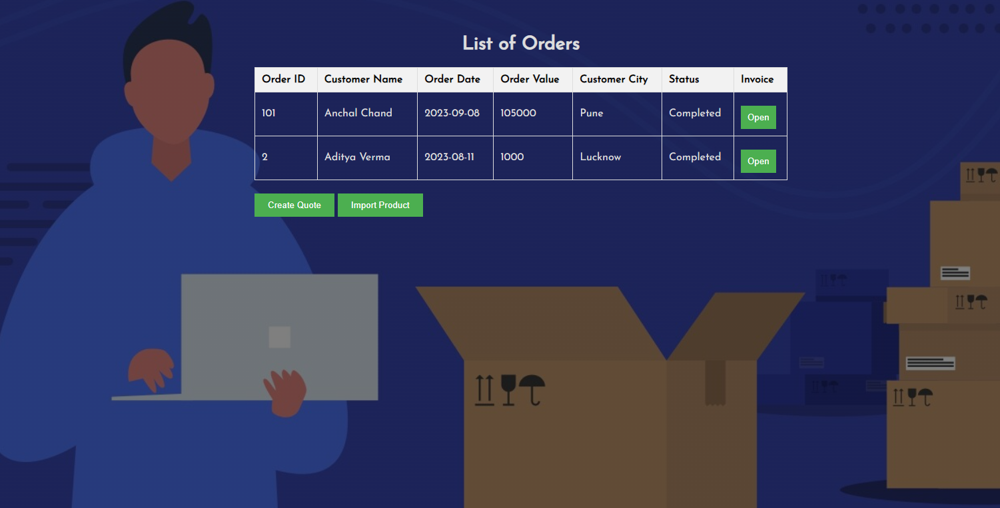 List of Orders
Order ID Customer Name Order Date Order Value Customer City Status Invoice
101 Anchal Chand 2023-09-08 105000 Pune Completed Open
2 Aditya Verma 2023-08-11 1000 Lucknow Completed Open
Create Quote Import Product